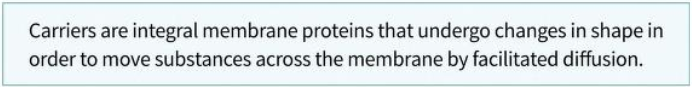 Carriers are integral membrane proteins that undergo changes in shape in
order to move substances across the membrane by facilitated diffusion.